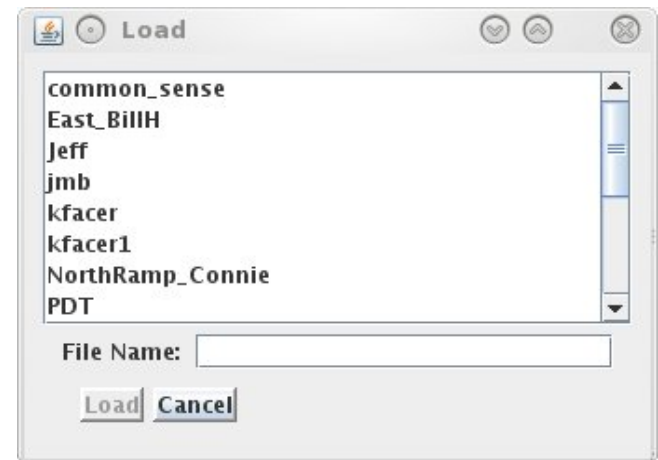 Load
common_sense
East_BillH
Jeff
jmb
kfacer
kfacer1
NorthRamp_Connie
PDT
File Name:
Load Cancel